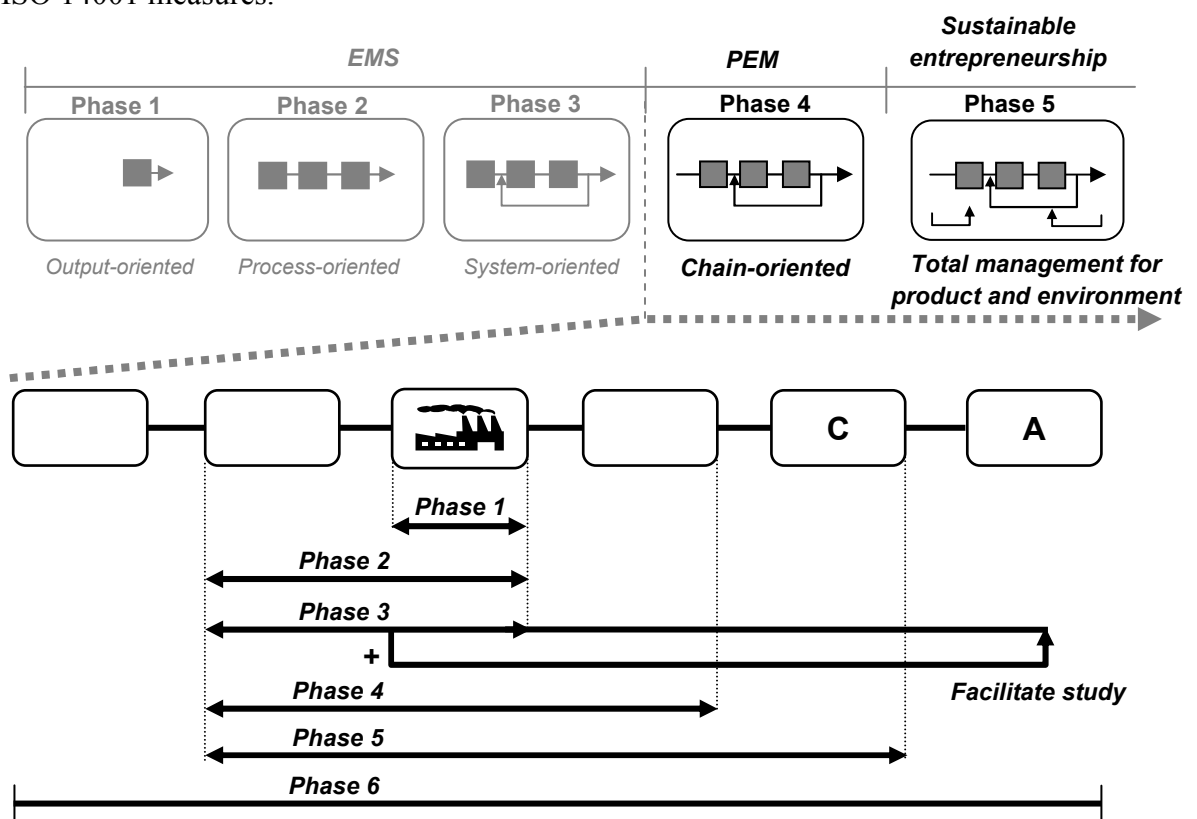 ISO 14001 measures.
Sustainable
EMS PEM entrepreneurship
Phase 1 Phase 2 Phase 3 Phase 4 Phase 5
Output-oriented Process-oriented System-oriented Chain-oriented Total management for
product and environment
C A
Phase 1
Phase 2
Phase 3
+
Phase 4 Facilitate study
Phase 5
Phase 6